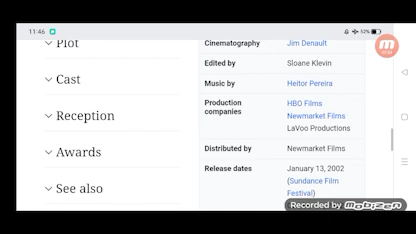 11:46
52%
Plot
Cast
Reception
Awards
See also
Cinematography Jim Denault
Edited by Sloane Klevin
Music by Heitor Pereira
Production companies HBO Films
Newmarket Films
LaVoo Productions
Distributed by Newmarket Films
Release dates January 13, 2002
(Sundance Film
Festival)
Recorded by Mobizen